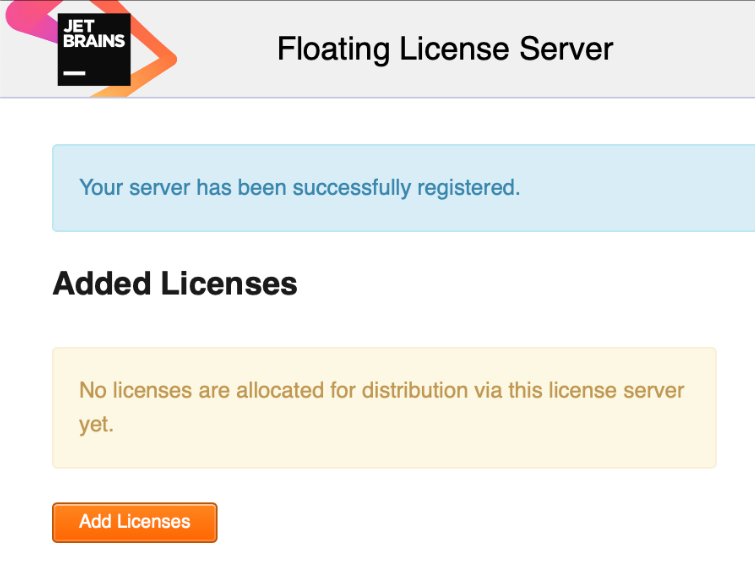 JET
BRAINS
Floating License Server
Your server has been successfully registered.
Added Licenses
No licenses are allocated for distribution via this license server
yet.
Add Licenses